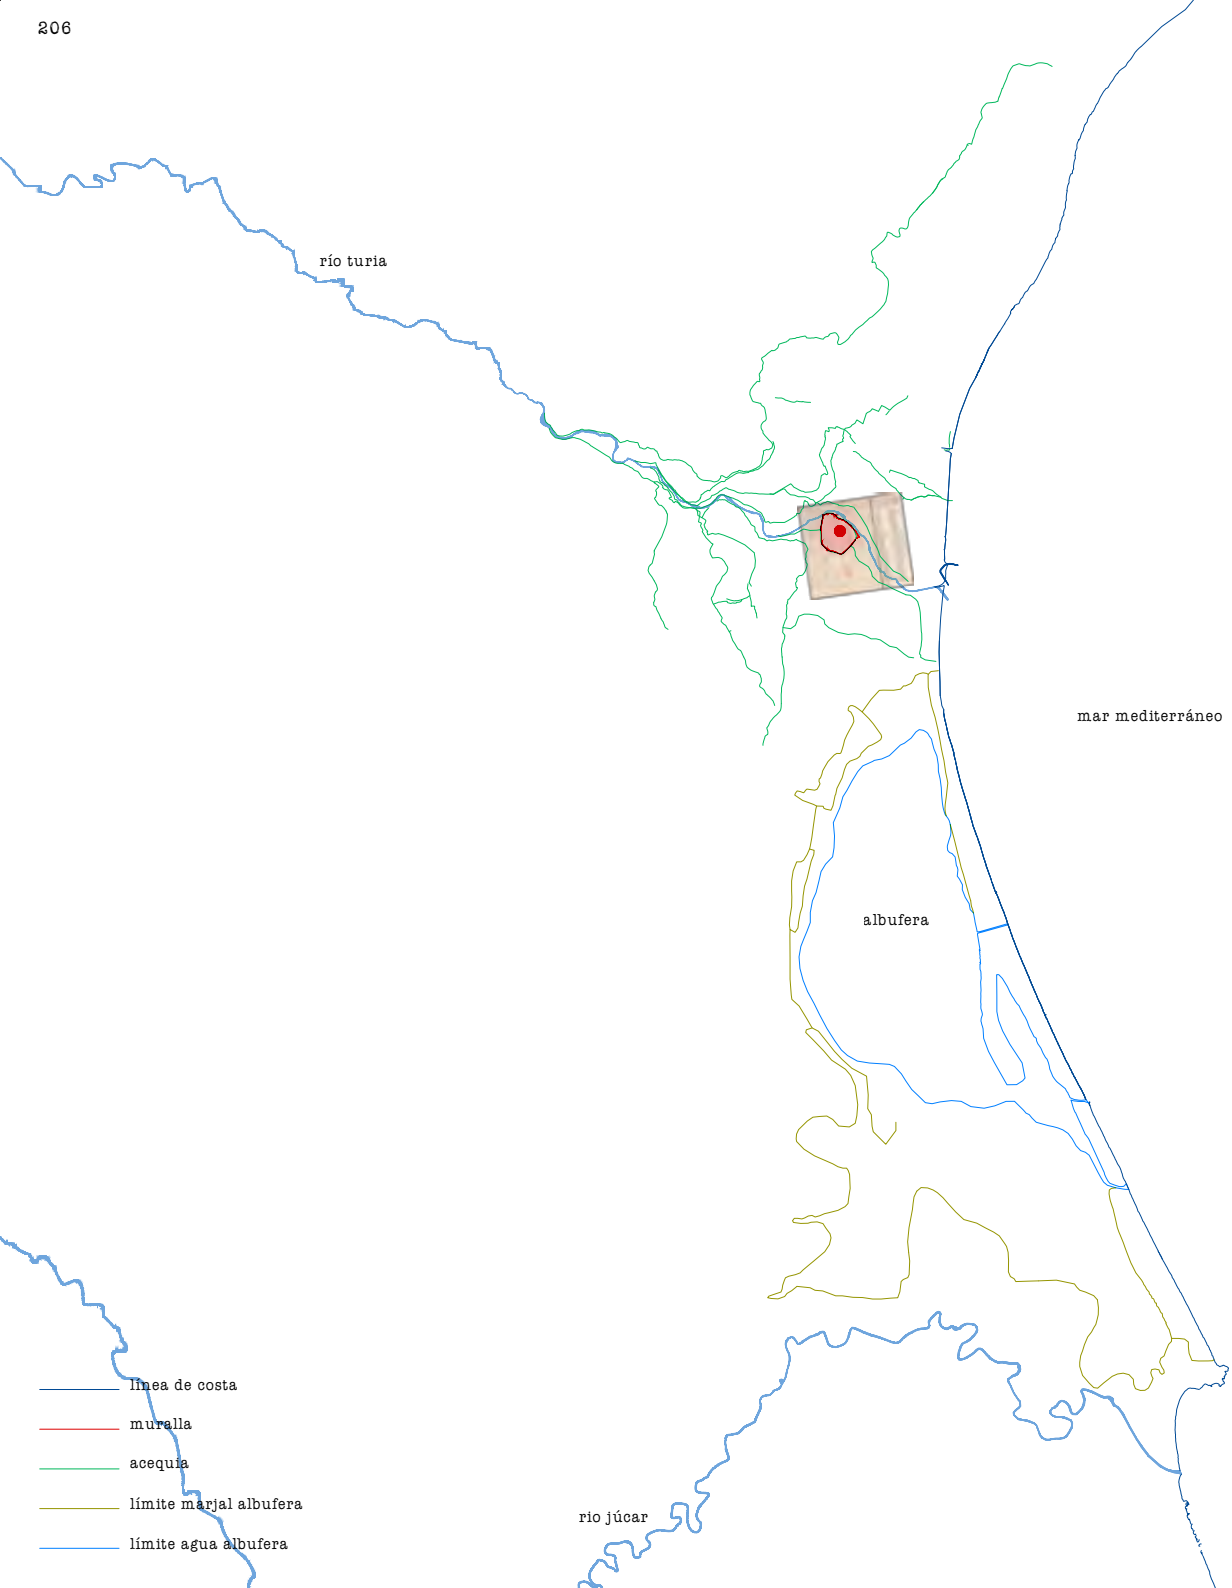 206
río turia
mar mediterráneo
albufera
línea de costa
muralla
acequia
límite marjal albufera
límite agua albufera
rio júcar